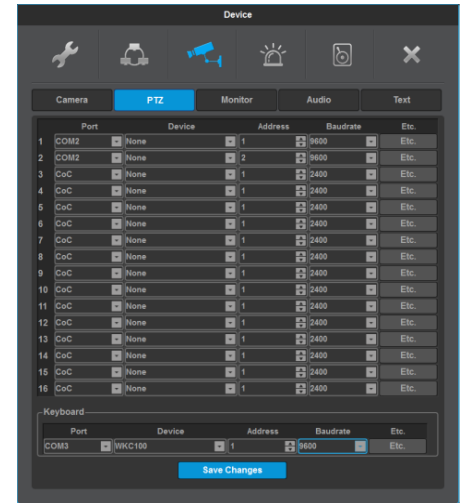 Device
Camera PTZ Monitor Audio Text
Port Device Address Baudrate Etc.
1 COM2 None 1 9600 Etc.
2 COM2 None 2 9600 Etc.
3 CoC None 1 2400 Etc.
4 CoC None 1 2400 Etc.
5 CoC None 1 2400 Etc.
6 CoC None 1 2400 Etc.
7 CoC None 1 2400 Etc.
8 CoC None 1 2400 Etc.
9 CoC None 1 2400 Etc.
10 CoC None 1 2400 Etc.
11 CoC None 1 2400 Etc.
12 CoC None 1 2400 Etc.
13 CoC None 1 2400 Etc.
14 CoC None 1 2400 Etc.
15 CoC None 1 2400 Etc.
16 CoC None 1 2400 Etc.
Keyboard
Port Device Address Baudrate Etc.
COM3 WKC100 1 9600 Etc.
Save Changes